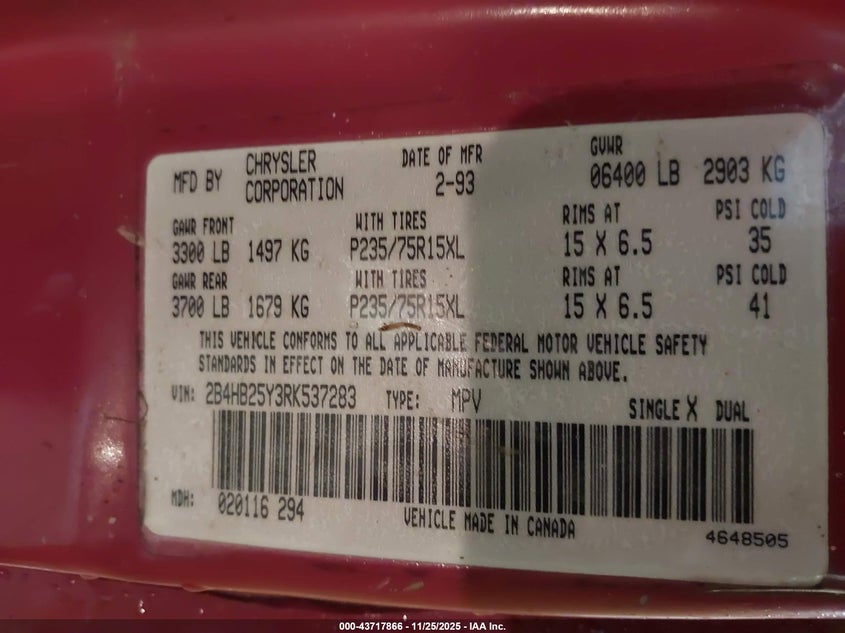 MFD BY CHRYSLER CORPORATION DATE OF MFR 2-93 GVWR 06400 LB 2903 KG
GAWR FRONT WITH TIRES RIMS AT PSI COLD
3300 LB 1497 KG P235/75R15XL 15 X 6.5 35
GAWR REAR WITH TIRES RIMS AT PSI COLD
3700 LB 1679 KG P235/75R15XL 15 X 6.5 41
THIS VEHICLE CONFORMS TO ALL APPLICABLE FEDERAL MOTOR VEHICLE SAFETY
STANDARDS IN EFFECT ON THE DATE OF MANUFACTURE SHOWN ABOVE.
VIN: 2B4HB25Y3RK537283 TYPE: MPV SINGLE X DUAL
MDH: 020116 294 VEHICLE MADE IN CANADA 4648505
000-43717866 - 11/25/2025 - IAA Inc.